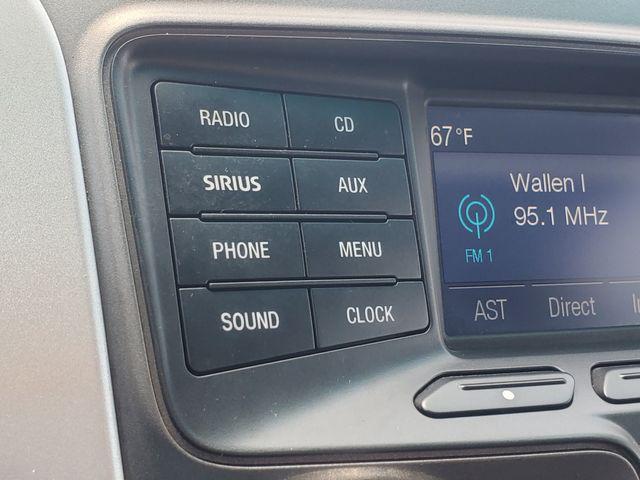 RADIO CD
SIRIUS AUX
PHONE MENU
SOUND CLOCK
67°F
Wallen I
95.1 MHz
FM 1
AST Direct